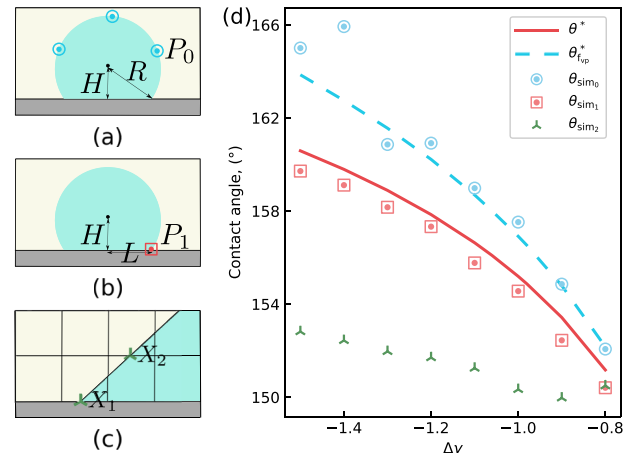 P₀
H
R
(a)
H
L
P₁
(b)
X₂
X₁
(c)
(d)
Contact angle, (°)
166
162
158
154
150
−1.4
−1.2
−1.0
−0.8
Δγ
θ*
θ*fvp
θsim₀
θsim₁
θsim₂